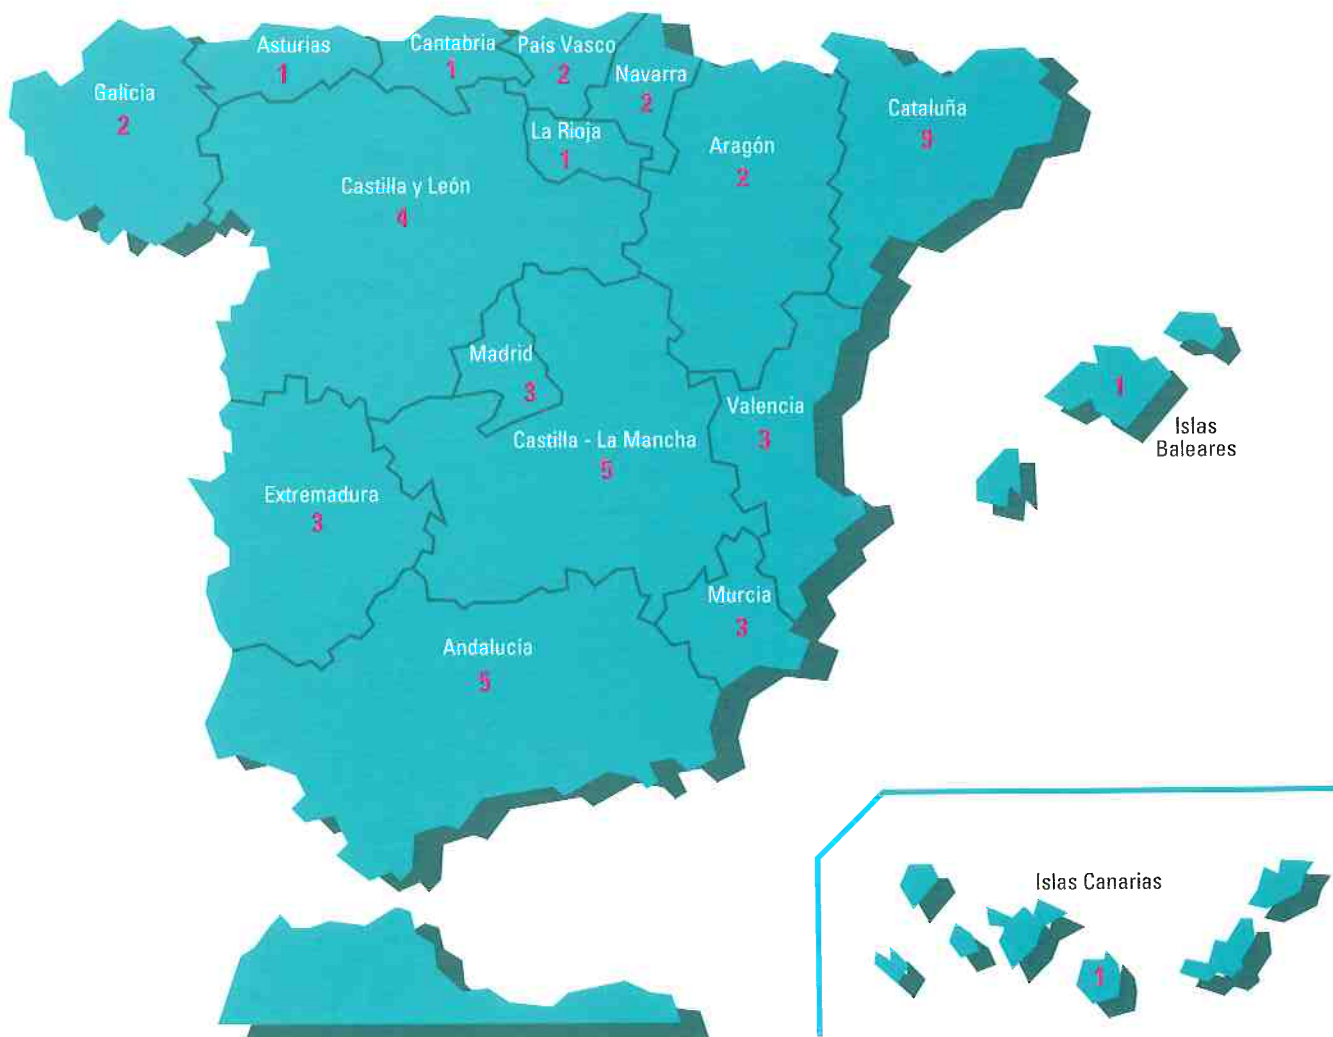 Asturias
1
Cantabria
1
País Vasco
2
Navarra
2
Galicia
2
La Rioja
1
Aragón
2
Cataluña
9
Castilla y León
4
Madrid
3
Valencia
3
Castilla - La Mancha
5
Extremadura
3
Murcia
3
Andalucía
5
1
Islas
Baleares
Islas Canarias
1